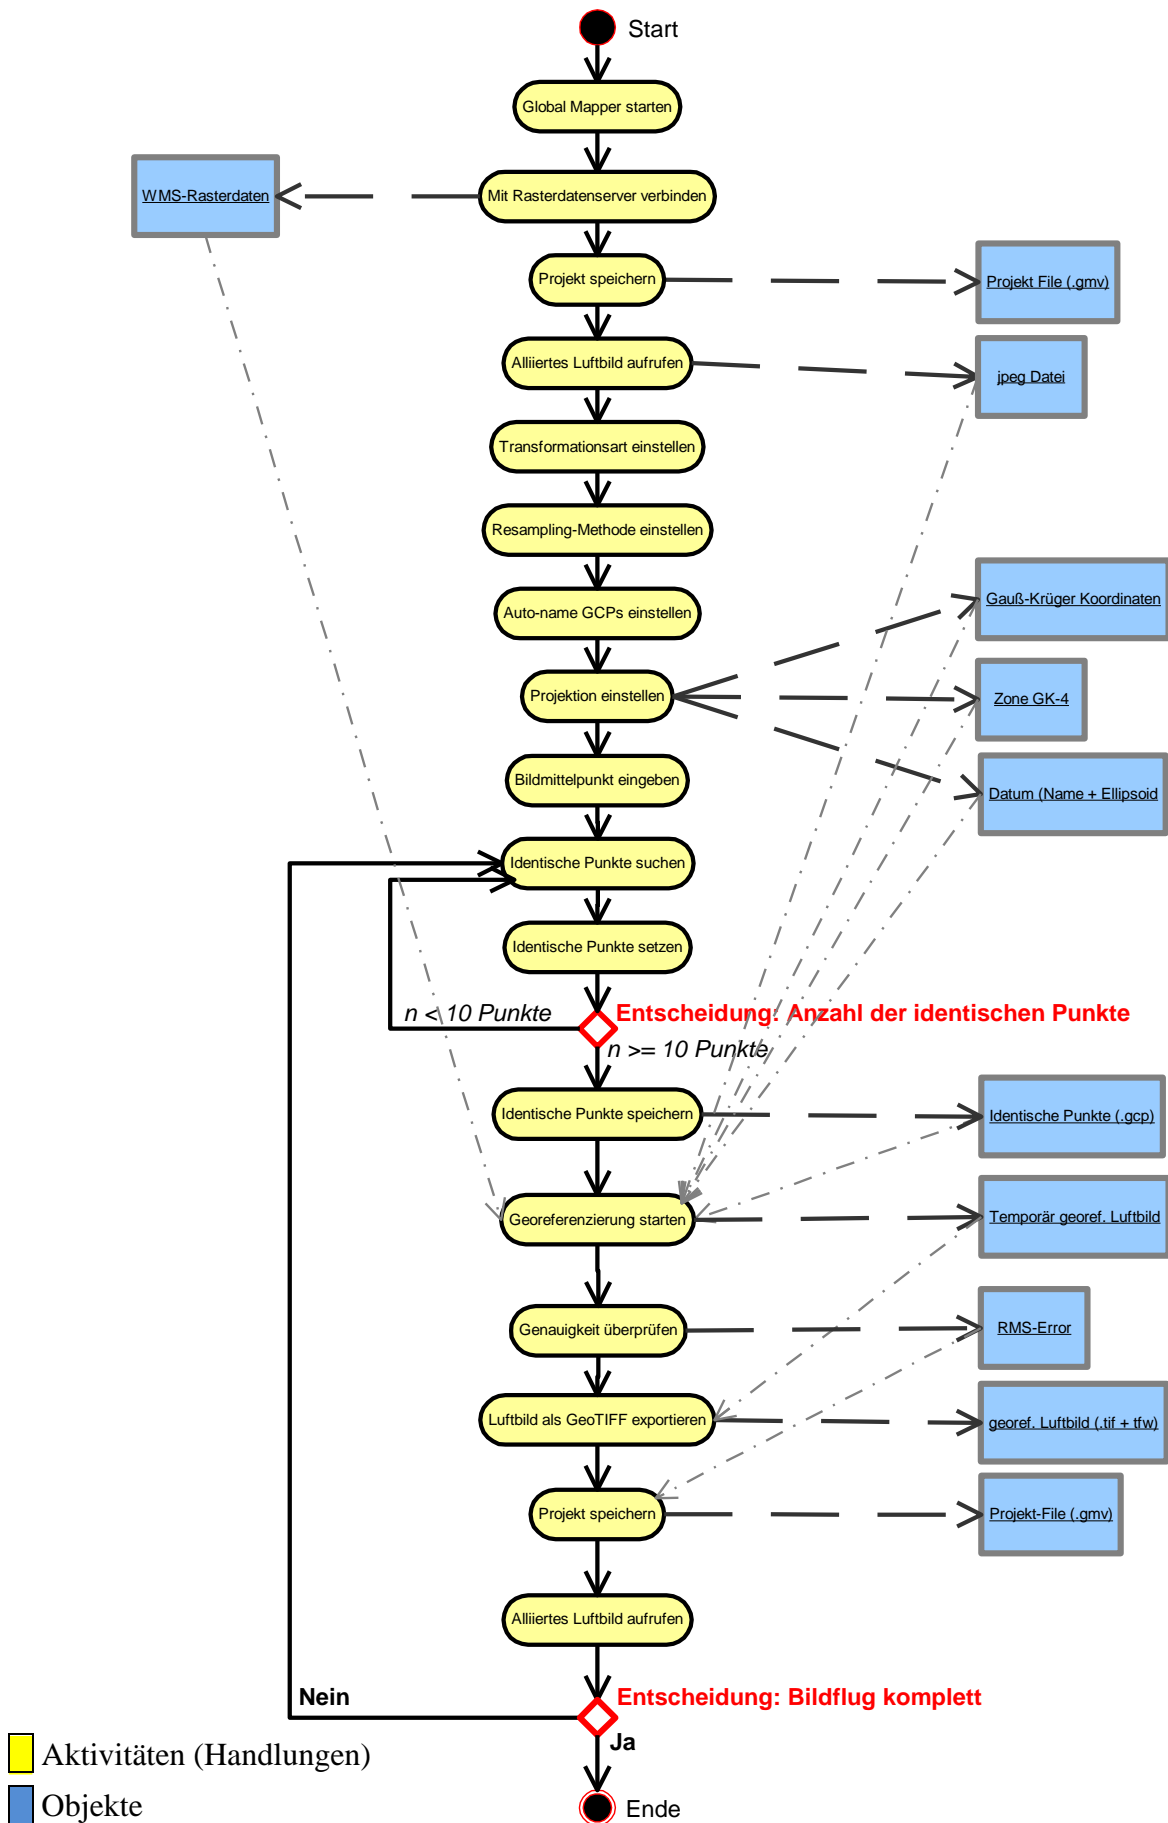 Start
Global Mapper starten
WMS-Rasterdaten
Mit Rasterdatenserver verbinden
Projekt speichern
Projekt File (.gmv)
Alliiertes Luftbild aufrufen
jpeg Datei
Transformationsart einstellen
Resampling-Methode einstellen
Auto-name GCPs einstellen
Gauß-Krüger Koordinaten
Projektion einstellen
Zone GK-4
Bildmittelpunkt eingeben
Datum (Name + Ellipsoid
Identische Punkte suchen
Identische Punkte setzen
n < 10 Punkte
Entscheidung: Anzahl der identischen Punkte
n >= 10 Punkte
Identische Punkte speichern
Identische Punkte (.gcp)
Georeferenzierung starten
Temporär georef. Luftbild
Genauigkeit überprüfen
RMS-Error
Luftbild als GeoTIFF exportieren
georef. Luftbild (.tif + tfw)
Projekt speichern
Projekt-File (.gmv)
Alliiertes Luftbild aufrufen
Nein
Entscheidung: Bildflug komplett
Ja
Aktivitäten (Handlungen)
Objekte
Ende